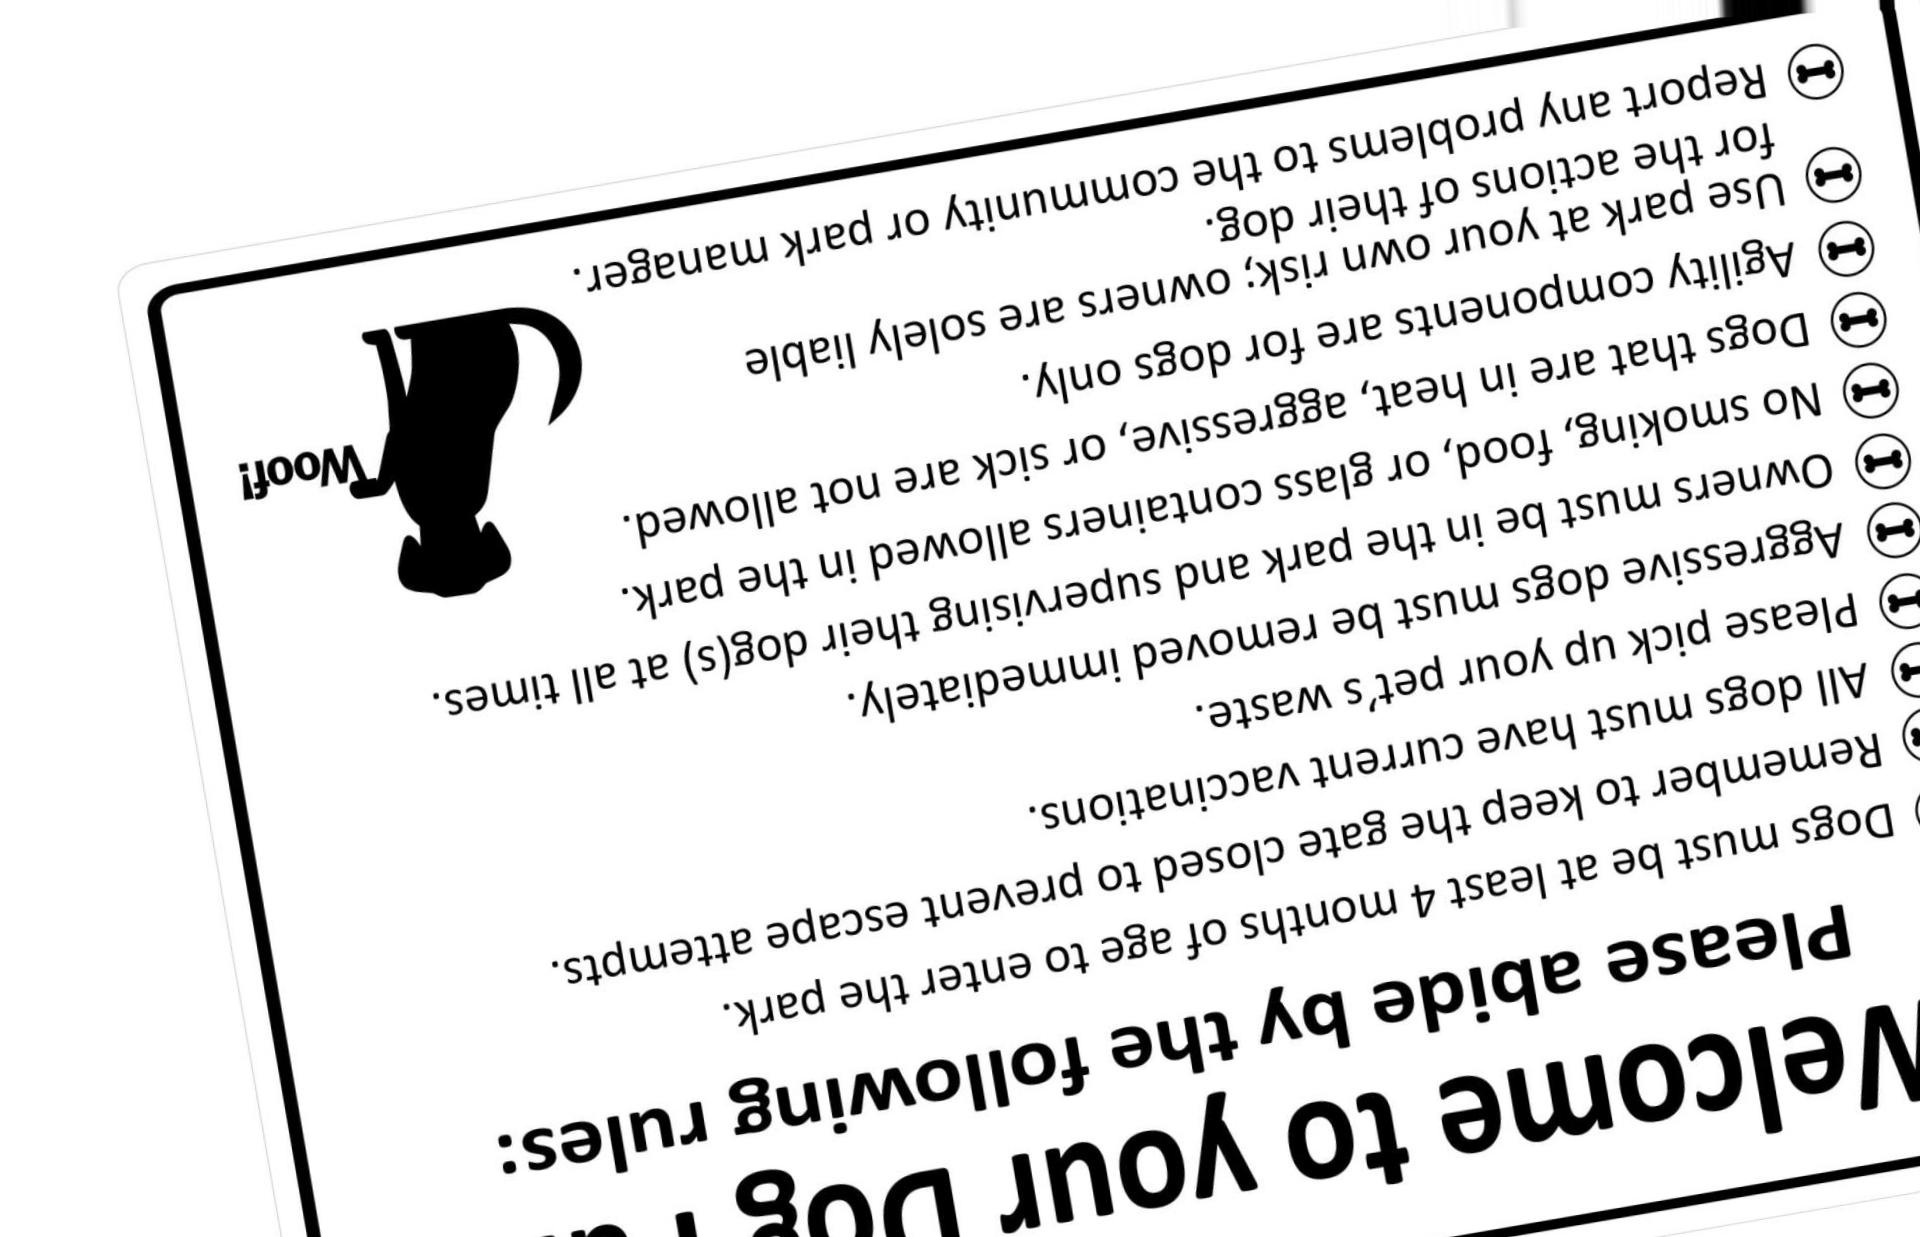 Welcome to your Dog
Please abide by the following rules:
Dogs must be at least 4 months of age to enter the park.
Remember to keep the gate closed to prevent escape attempts.
All dogs must have current vaccinations.
Please pick up your pet's waste.
Aggressive dogs must be removed immediately.
Owners must be in the park and supervising their dog(s) at all times.
No smoking, food, or glass containers allowed in the park.
Dogs that are in heat, aggressive, or sick are not allowed.
Agility components are for dogs only.
Use park at your own risk; owners are solely liable
for the actions of their dog.
Report any problems to the community or park manager.
Woof!